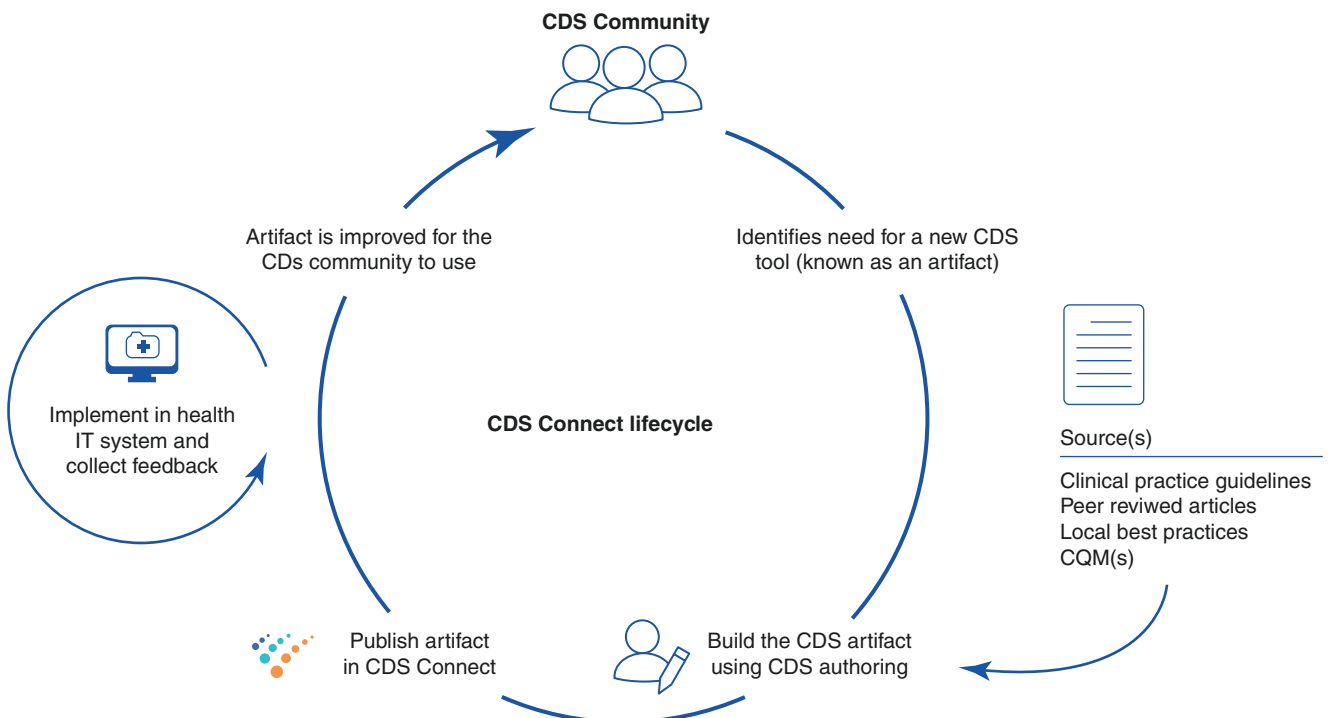 CDS Community
Identifies need for a new CDS
tool (known as an artifact)
Source(s)
Clinical practice guidelines
Peer reviwed articles
Local best practices
CQM(s)
Build the CDS artifact
using CDS authoring
Publish artifact
in CDS Connect
Implement in health
IT system and
collect feedback
Artifact is improved for the
CDs community to use
CDS Connect lifecycle